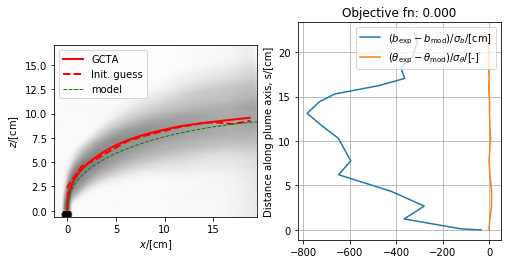 Objective fn: 0.000
GCTA
Init. guess
model
15.0
12.5
10.0
7.5
5.0
2.5
0.0
z/[cm]
0
5
10
15
x/[cm]
(b_exp − b_mod)/σ_b/[cm]
(θ_exp − θ_mod)/σ_θ/[-]
20
15
10
5
0
Distance along plume axis, s/[cm]
−800
−600
−400
−200
0